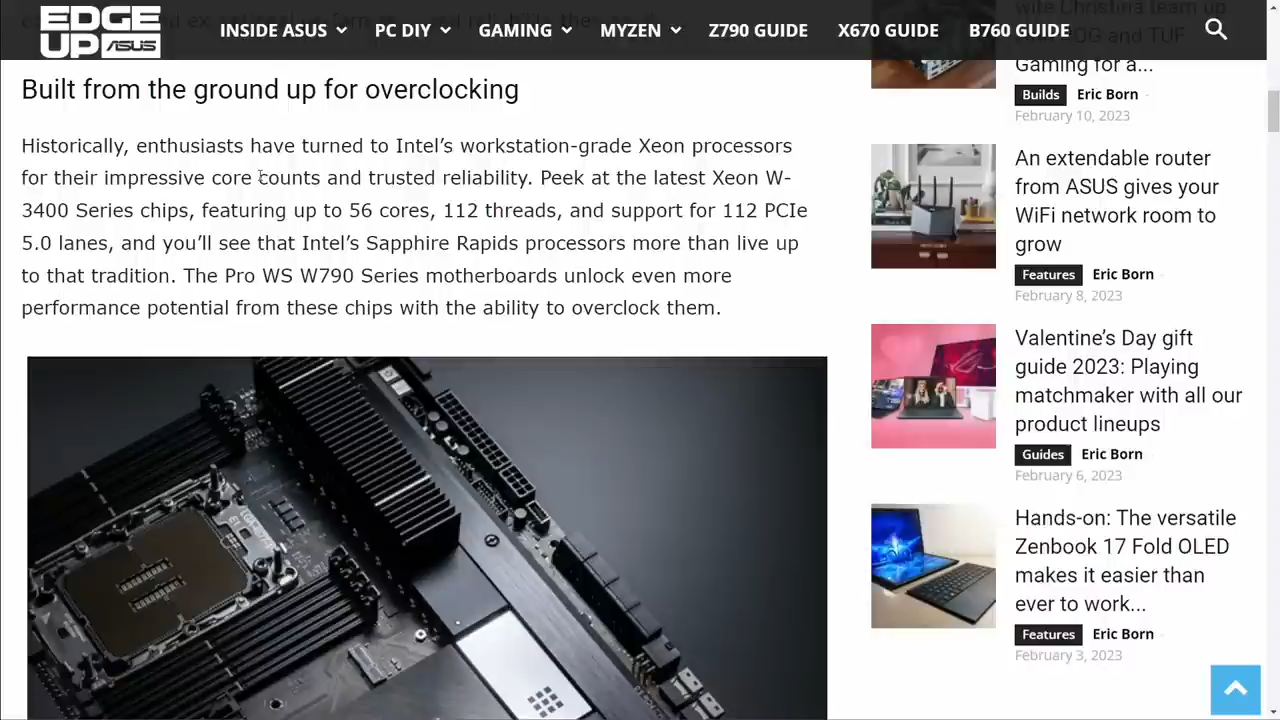 EDGE
UP ASUS
INSIDE ASUS
PC DIY
GAMING
MYZEN
Z790 GUIDE
X670 GUIDE
B760 GUIDE
Built from the ground up for overclocking
Historically, enthusiasts have turned to Intel’s workstation-grade Xeon processors
for their impressive core counts and trusted reliability. Peek at the latest Xeon W-
3400 Series chips, featuring up to 56 cores, 112 threads, and support for 112 PCIe
5.0 lanes, and you’ll see that Intel’s Sapphire Rapids processors more than live up
to that tradition. The Pro WS W790 Series motherboards unlock even more
performance potential from these chips with the ability to overclock them.
wife Christina team up
TUF
Gaming for a...
Builds Eric Born -
February 10, 2023
An extendable router
from ASUS gives your
WiFi network room to
grow
Features Eric Born -
February 8, 2023
Valentine’s Day gift
guide 2023: Playing
matchmaker with all our
product lineups
Guides Eric Born -
February 6, 2023
Hands-on: The versatile
Zenbook 17 Fold OLED
makes it easier than
ever to work...
Features Eric Born -
February 3, 2023